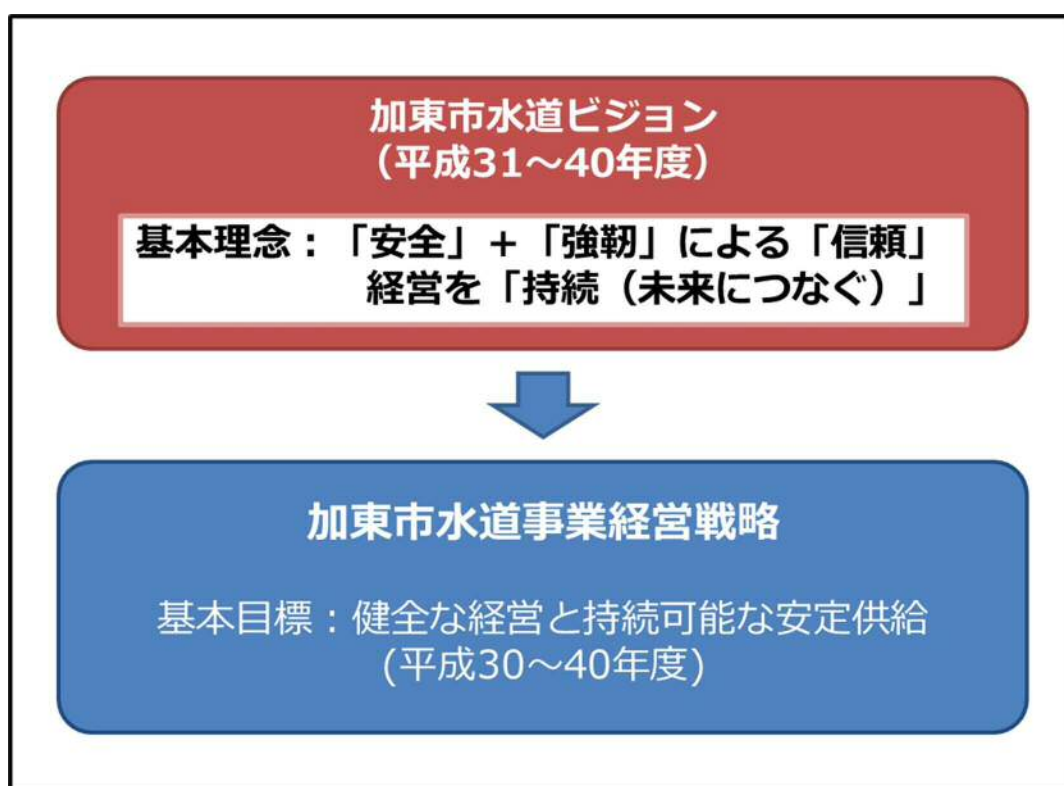 加東市水道ビジョン
（平成31～40年度）
基本理念：「安全」＋「強靭」による「信頼」
経営を「持続（未来につなぐ）」
加東市水道事業経営戦略
基本目標：健全な経営と持続可能な安定供給
(平成30～40年度)